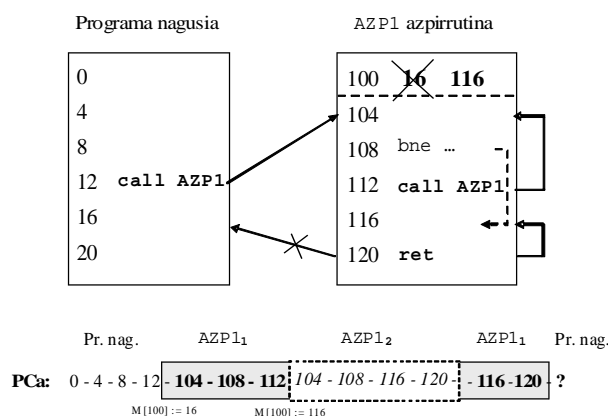 Programa nagusia
AZP1 azpirrutina
0
4
8
12 call AZP1
16
20
100 16 116
104
108 bne ...
112 call AZP1
116
120 ret
Pr. nag. AZP1₁ AZP1₂ AZP1₁ Pr. nag.
PCa: 0 - 4 - 8 - 12 - 104 - 108 - 112 104 - 108 - 116 - 120 - - 116 - 120 - ?
M [100] := 16 M [100] := 116